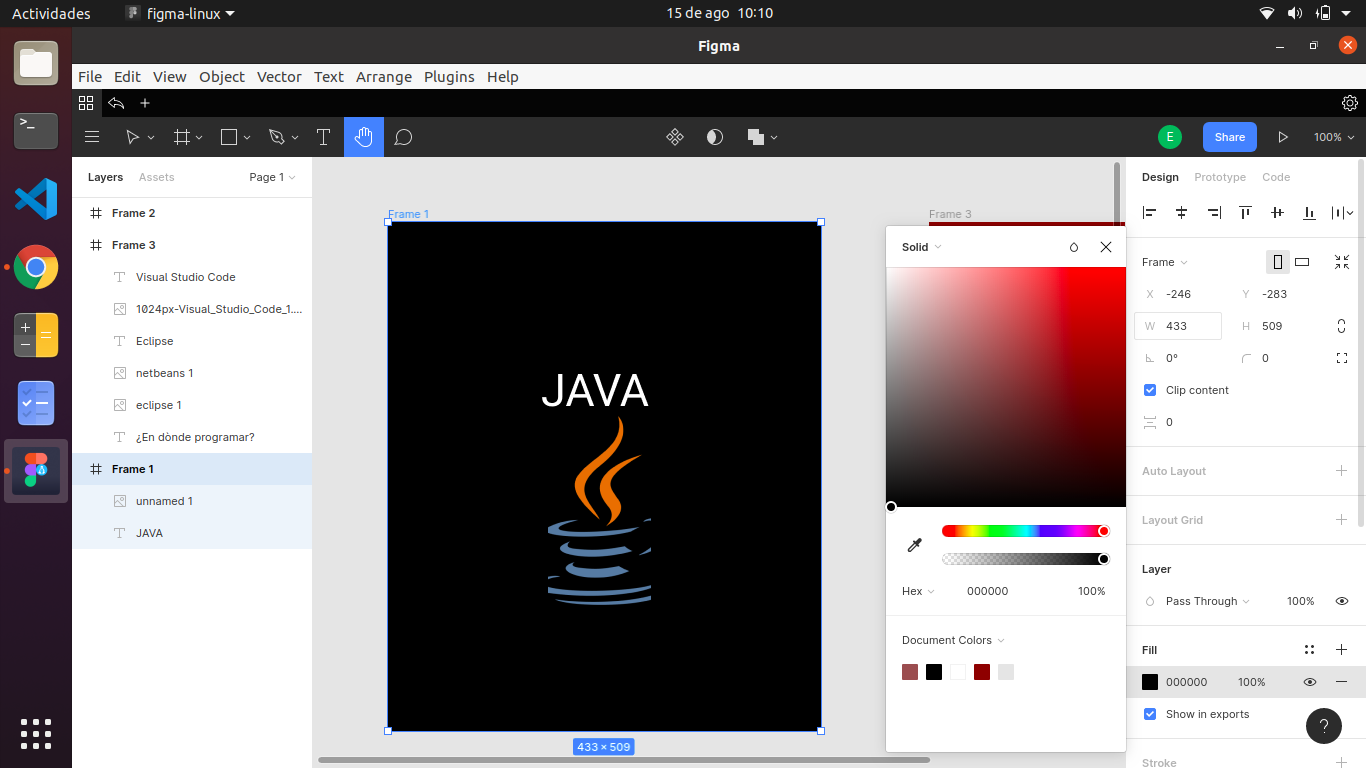 Actividades
figma-linux
15 de ago 10:10
Figma
File Edit View Object Vector Text Arrange Plugins Help
E
Share
100%
Layers
Assets
Page 1
Frame 2
Frame 3
Visual Studio Code
1024px-Visual_Studio_Code_1....
Eclipse
netbeans 1
eclipse 1
¿En dònde programar?
Frame 1
unnamed 1
JAVA
Frame 1
JAVA
433 × 509
Frame 3
Solid
Hex
000000
100%
Document Colors
Design
Prototype
Code
Frame
X -246
Y -283
W 433
H 509
0°
0
Clip content
0
Auto Layout
Layout Grid
Layer
Pass Through
100%
Fill
000000
100%
Show in exports
?
Stroke